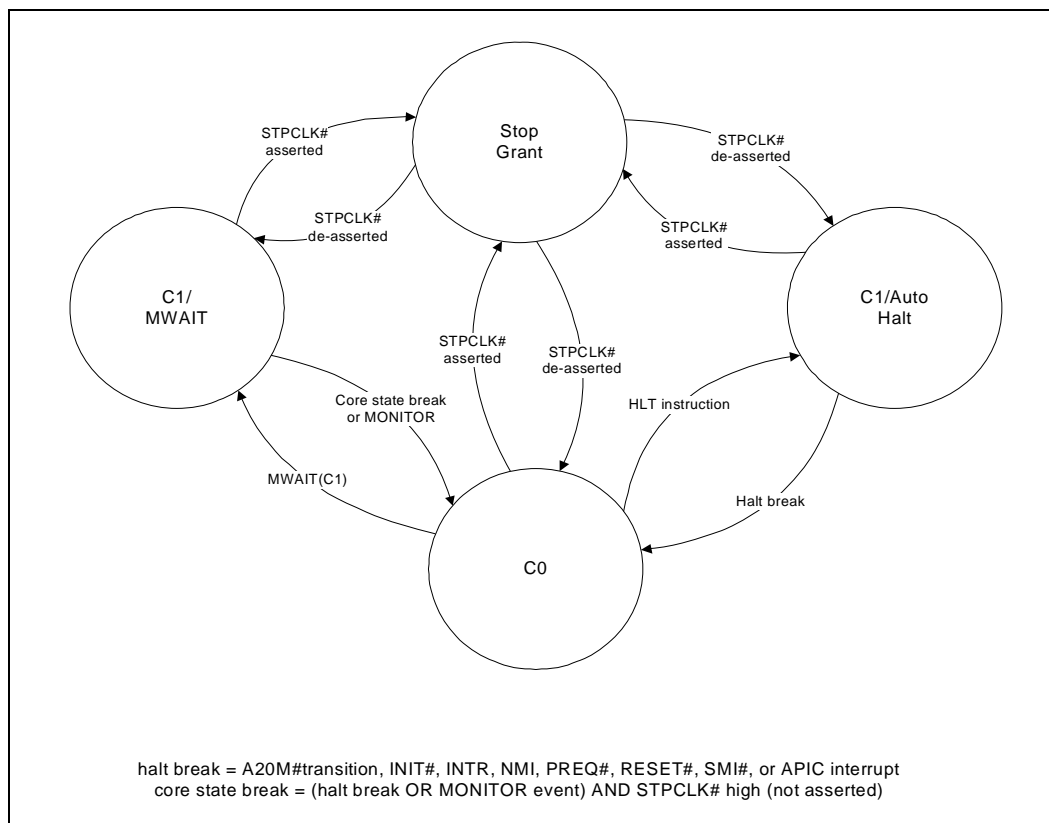 Stop
Grant
STPCLK#
asserted
STPCLK#
de-asserted
STPCLK#
de-asserted
STPCLK#
asserted
C1/
MWAIT
C1/Auto
Halt
STPCLK#
asserted
STPCLK#
de-asserted
Core state break
or MONITOR
HLT instruction
MWAIT(C1)
Halt break
C0
halt break = A20M#transition, INIT#, INTR, NMI, PREQ#, RESET#, SMI#, or APIC interrupt
core state break = (halt break OR MONITOR event) AND STPCLK# high (not asserted)